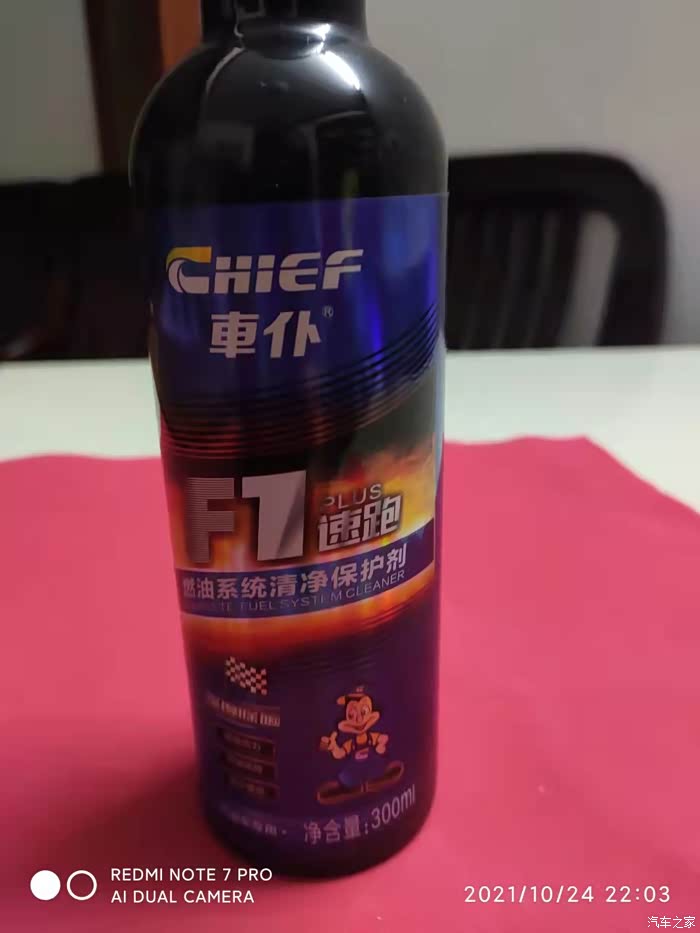 CHIEF
車仆®
F1
PLUS
速跑
燃油系统清净保护剂
FUEL SYSTEM CLEANER
净含量:300ml
REDMI NOTE 7 PRO
AI DUAL CAMERA
2021/10/24 22:03
汽车之家